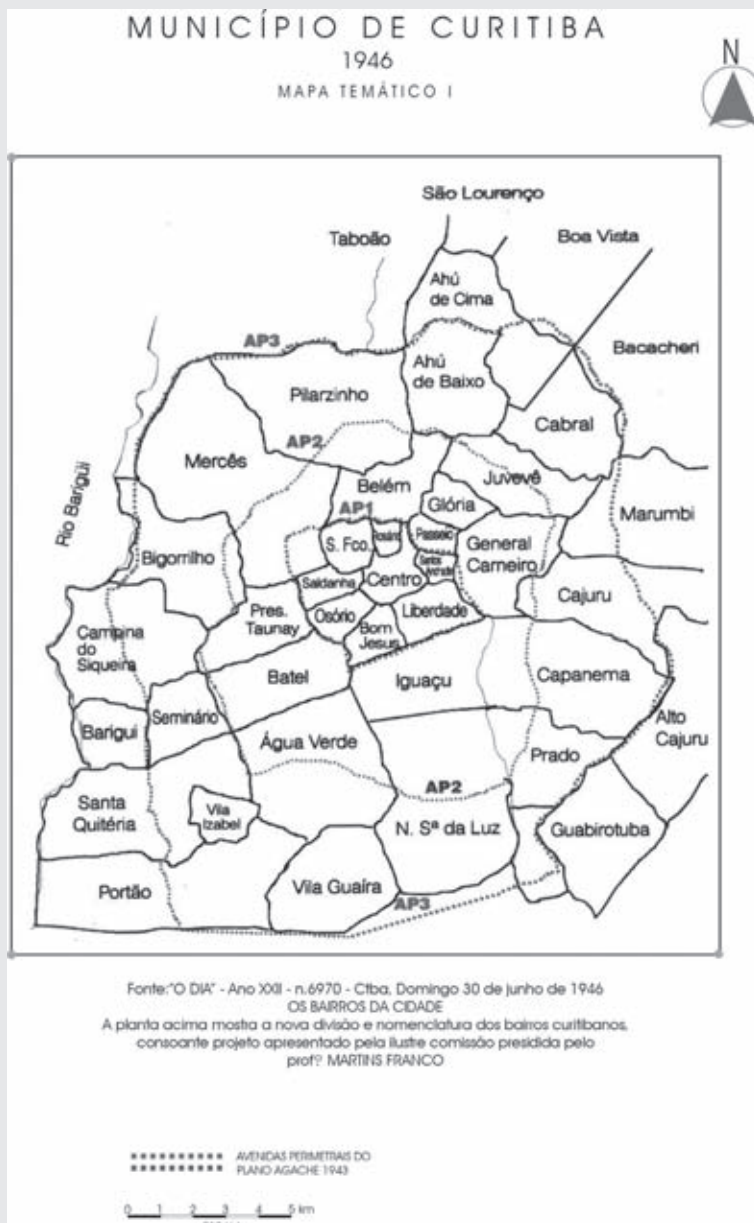 MUNICÍPIO DE CURITIBA
1946
MAPA TEMÁTICO I
N
São Lourenço
Taboão
Boa Vista
Ahú
de Cima
AP3
Bacacheri
Ahú
de Baixo
Pilarzinho
Cabral
AP2
Mercês
Juvevê
Belém
Rio Barigüi
Glória
Marumbi
AP1
Rosário
Passeio
S. Fco.
General
Carneiro
Bigorrilho
Santos
Andrade
Saldanha
Centro
Cajuru
Pres.
Taunay
Osório
Liberdade
Bom
Jesus
Campina
do
Siqueira
Batel
Iguaçu
Capanema
Barigui
Seminário
Alto
Cajuru
Água Verde
Prado
AP2
Santa
Quitéria
Vila
Izabel
N. Sª da Luz
Guabirotuba
Portão
Vila Guaíra
AP3
Fonte:"O DIA" - Ano XXII - n.6970 - Ctba, Domingo 30 de junho de 1946
OS BAIRROS DA CIDADE
A planta acima mostra a nova divisão e nomenclatura dos bairros curitibanos,
consoante projeto apresentado pela ilustre comissão presidida pelo
profº MARTINS FRANCO
AVENIDAS PERIMETRAIS DO
PLANO AGACHE 1943
0 1 2 3 4 5 km